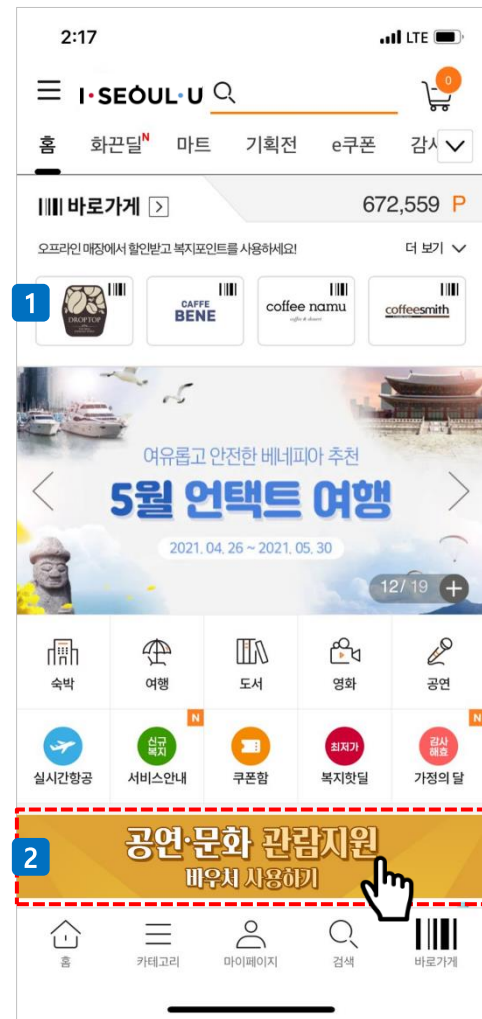 2:17 LTE
I·SEOUL·U 0
홈 화끈딜N 마트 기획전 e쿠폰 감사
바로가게 672,559 P
오프라인 매장에서 할인받고 복지포인트를 사용하세요! 더 보기
1
DROPTOP CAFFE BENE coffee namu coffeesmith
여유롭고 안전한 베네피아 추천
5월 언택트 여행
2021. 04. 26 ~ 2021. 05. 30
12/ 19 +
숙박 여행 도서 영화 공연
N N
신규 복지 최저가 감사 해효
실시간항공 서비스안내 쿠폰함 복지핫딜 가정의 달
2
공연·문화 관람지원
바우처 사용하기
홈 카테고리 마이페이지 검색 바로가게